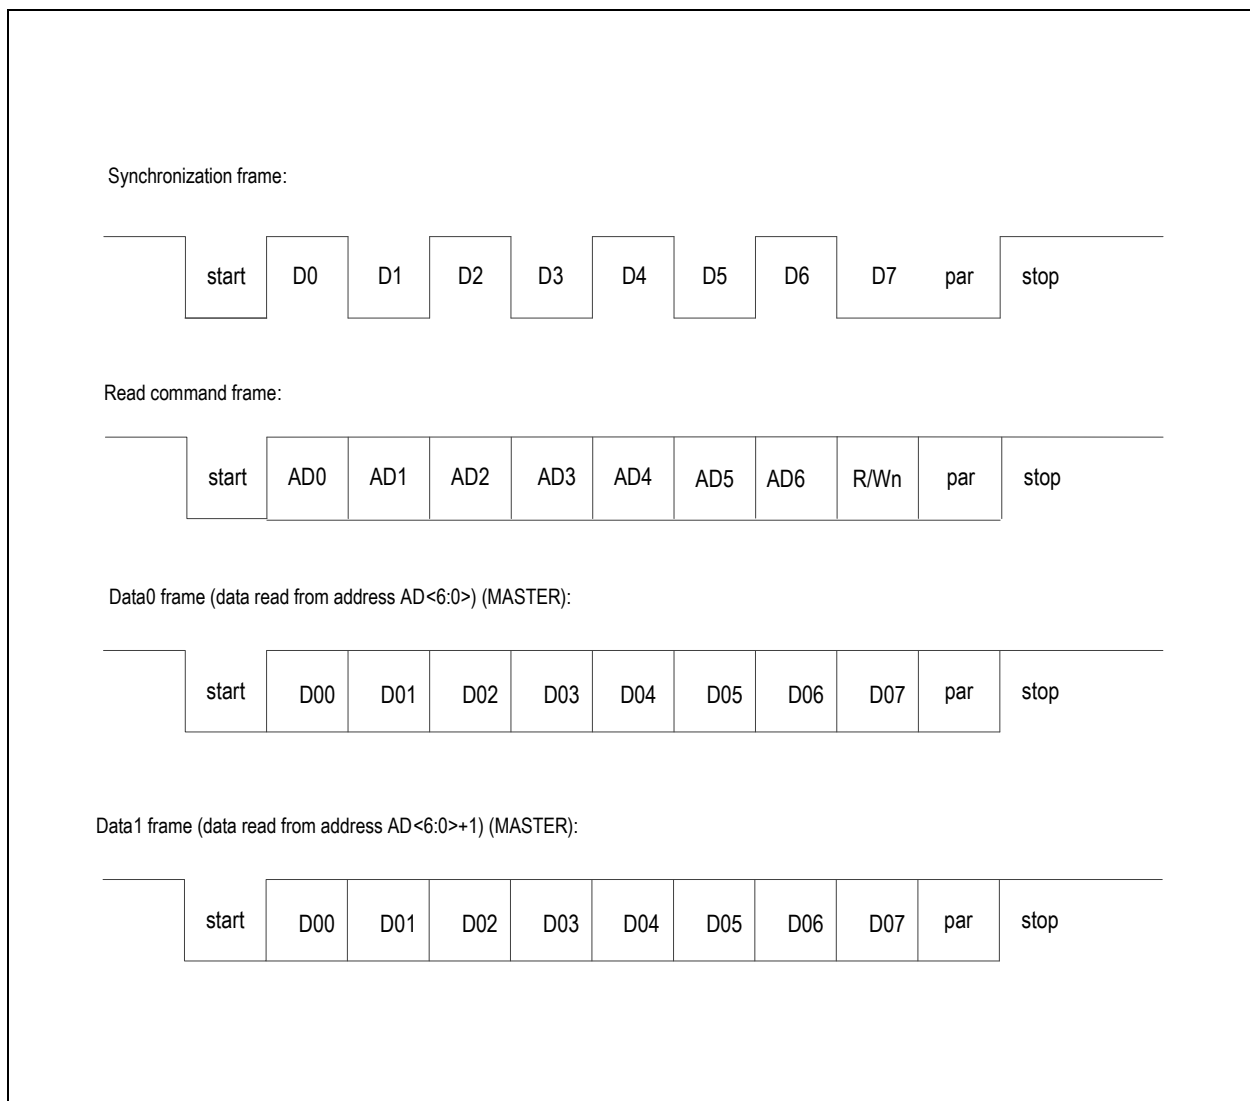 Synchronization frame:
start D0 D1 D2 D3 D4 D5 D6 D7 par stop
Read command frame:
start AD0 AD1 AD2 AD3 AD4 AD5 AD6 R/Wn par stop
Data0 frame (data read from address AD<6:0>) (MASTER):
start D00 D01 D02 D03 D04 D05 D06 D07 par stop
Data1 frame (data read from address AD<6:0>+1) (MASTER):
start D00 D01 D02 D03 D04 D05 D06 D07 par stop